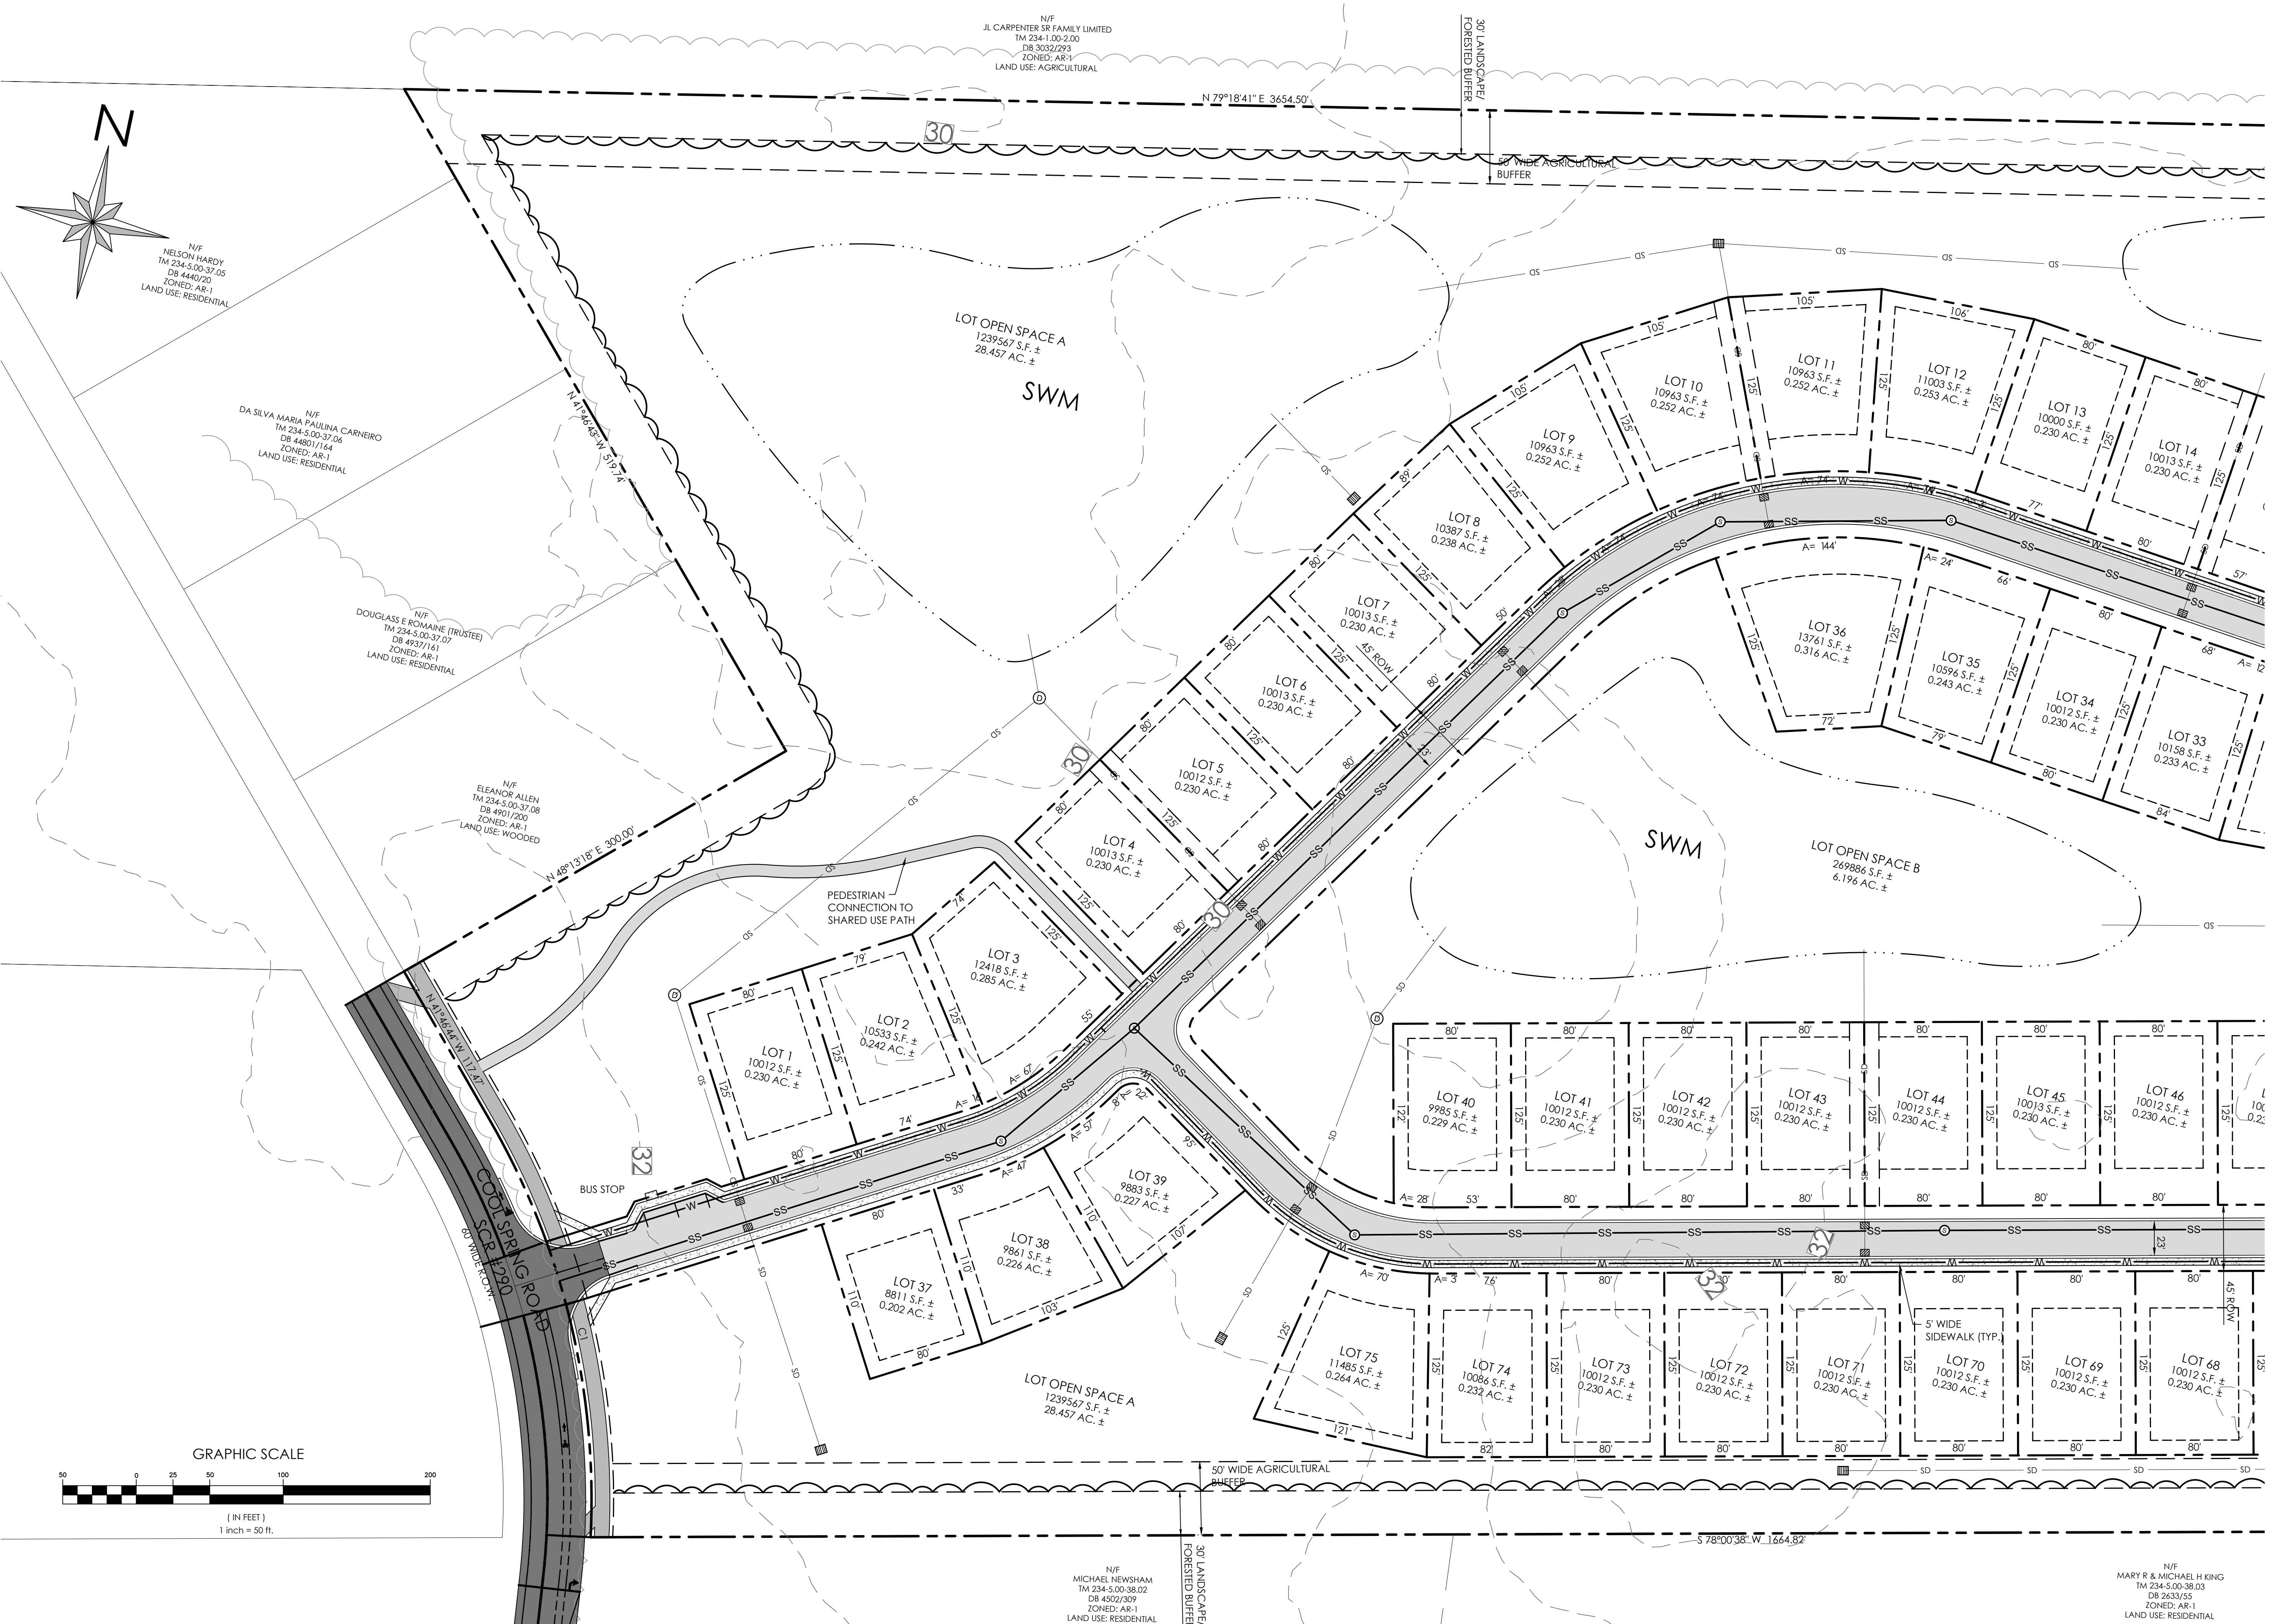 N/F
JL CARPENTER SR FAMILY LIMITED
TM 234-1.00-2.00
DB 3032/293
ZONED: AR-1
LAND USE: AGRICULTURAL
30' LANDSCAPE/
FORESTED BUFFER
N 79°18'41" E 3654.50'
30
50' WIDE AGRICULTURAL
BUFFER
N
N/F
NELSON HARDY
TM 234-5.00-37.05
DB 4440/20
ZONED: AR-1
LAND USE: RESIDENTIAL
N/F
DA SILVA MARIA PAULINA CARNEIRO
TM 234-5.00-37.06
DB 44801/164
ZONED: AR-1
LAND USE: RESIDENTIAL
N/F
DOUGLASS E ROMAINE (TRUSTEE)
TM 234-5.00-37.07
DB 4937/161
ZONED: AR-1
LAND USE: RESIDENTIAL
N/F
ELEANOR ALLEN
TM 234-5.00-37.08
DB 4901/200
ZONED: AR-1
LAND USE: WOODED
N 41°46'43" W 519.74'
N 48°13'18" E 300.00'
N 41°46'44" W 117.47'
LOT OPEN SPACE A
1239567 S.F. ±
28.457 AC. ±
SWM
PEDESTRIAN
CONNECTION TO
SHARED USE PATH
LOT 1
10012 S.F. ±
0.230 AC. ±
LOT 2
10533 S.F. ±
0.242 AC. ±
LOT 3
12418 S.F. ±
0.285 AC. ±
LOT 4
10013 S.F. ±
0.230 AC. ±
LOT 5
10012 S.F. ±
0.230 AC. ±
LOT 6
10013 S.F. ±
0.230 AC. ±
LOT 7
10013 S.F. ±
0.230 AC. ±
LOT 8
10387 S.F. ±
0.238 AC. ±
LOT 9
10963 S.F. ±
0.252 AC. ±
LOT 10
10963 S.F. ±
0.252 AC. ±
LOT 11
10963 S.F. ±
0.252 AC. ±
LOT 12
11003 S.F. ±
0.253 AC. ±
LOT 13
10000 S.F. ±
0.230 AC. ±
LOT 14
10013 S.F. ±
0.230 AC. ±
45' ROW
23'
LOT 36
13761 S.F. ±
0.316 AC. ±
LOT 35
10596 S.F. ±
0.243 AC. ±
LOT 34
10012 S.F. ±
0.230 AC. ±
LOT 33
10158 S.F. ±
0.233 AC. ±
SWM
LOT OPEN SPACE B
269886 S.F. ±
6.196 AC. ±
LOT 40
9985 S.F. ±
0.229 AC. ±
LOT 41
10012 S.F. ±
0.230 AC. ±
LOT 42
10012 S.F. ±
0.230 AC. ±
LOT 43
10012 S.F. ±
0.230 AC. ±
LOT 44
10012 S.F. ±
0.230 AC. ±
LOT 45
10013 S.F. ±
0.230 AC. ±
LOT 46
10012 S.F. ±
0.230 AC. ±
32
BUS STOP
COOL SPRING ROAD
SCR #290
60' WIDE R.O.W.
C1
LOT 37
8811 S.F. ±
0.202 AC. ±
LOT 38
9861 S.F. ±
0.226 AC. ±
LOT 39
9883 S.F. ±
0.227 AC. ±
LOT OPEN SPACE A
1239567 S.F. ±
28.457 AC. ±
LOT 75
11485 S.F. ±
0.264 AC. ±
LOT 74
10086 S.F. ±
0.232 AC. ±
LOT 73
10012 S.F. ±
0.230 AC. ±
LOT 72
10012 S.F. ±
0.230 AC. ±
LOT 71
10012 S.F. ±
0.230 AC. ±
LOT 70
10012 S.F. ±
0.230 AC. ±
LOT 69
10012 S.F. ±
0.230 AC. ±
LOT 68
10012 S.F. ±
0.230 AC. ±
5' WIDE
SIDEWALK (TYP.)
23'
45' ROW
50' WIDE AGRICULTURAL
BUFFER
30' LANDSCAPE/
FORESTED BUFFER
S 78°00'38" W 1664.82'
GRAPHIC SCALE
50 0 25 50 100 200
( IN FEET )
1 inch = 50 ft.
N/F
MICHAEL NEWSHAM
TM 234-5.00-38.02
DB 4502/309
ZONED: AR-1
LAND USE: RESIDENTIAL
N/F
MARY R & MICHAEL H KING
TM 234-5.00-38.03
DB 2633/55
ZONED: AR-1
LAND USE: RESIDENTIAL